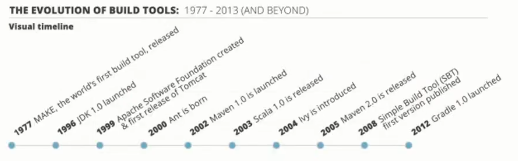 THE EVOLUTION OF BUILD TOOLS: 1977 - 2013 (AND BEYOND)
Visual timeline
1977 MAKE, the world's first build tool, released
1996 JDK 1.0 launched
1999 Apache Software Foundation created
& first release of Tomcat
2000 Ant is born
2002 Maven 1.0 is launched
2003 Scala 1.0 is released
2004 Ivy is introduced
2005 Maven 2.0 is released
2008 Simple Build Tool (SBT)
first version published
2012 Gradle 1.0 launched